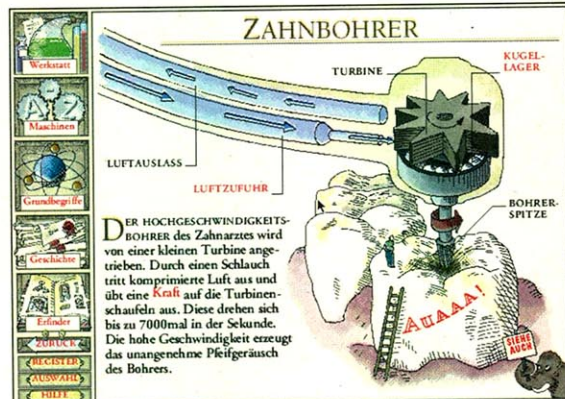 ZAHNBOHRER
Werkstatt
A Z
Maschinen
Grundbegriffe
Geschichte
Erfinder
ZURÜCK
REGISTER
AUSWAHL
HILFE
TURBINE
KUGEL-
LAGER
LUFTAUSLASS
LUFTZUFUHR
BOHRER-
SPITZE
DER HOCHGESCHWINDIGKEITS-
BOHRER des Zahnarztes wird
von einer kleinen Turbine ange-
trieben. Durch einen Schlauch
tritt komprimierte Luft aus und
übt eine Kraft auf die Turbinen-
schaufeln aus. Diese drehen sich
bis zu 7000mal in der Sekunde.
Die hohe Geschwindigkeit erzeugt
das unangenehme Pfeifgeräusch
des Bohrers.
AUAAA!
SIEHE
AUCH